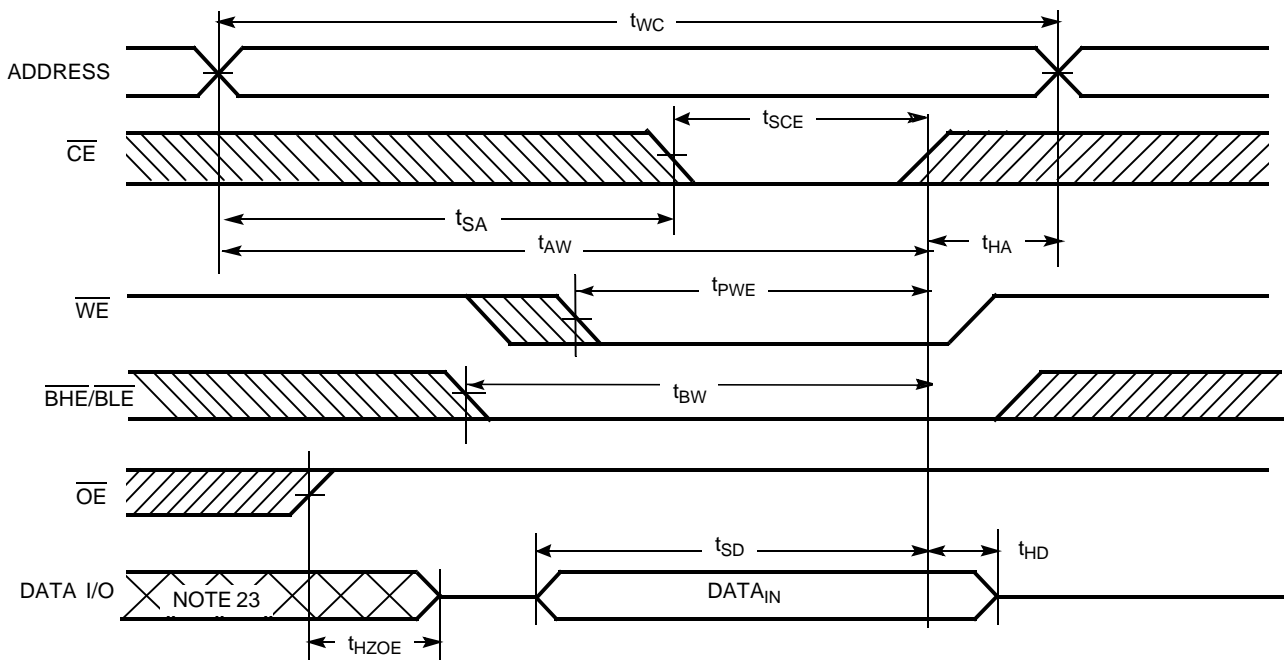 tWC
ADDRESS
tSCE
CE
tSA
tAW
tHA
tPWE
WE
tBW
BHE/BLE
OE
tSD
tHD
DATA I/O
NOTE 23
DATAIN
tHZOE